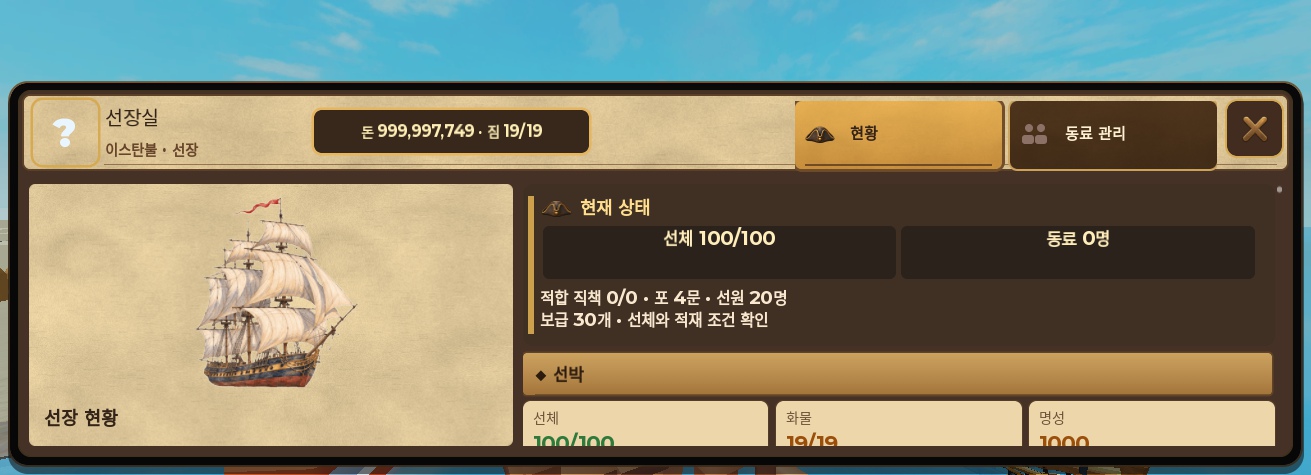 ?
선장실
이스탄불 • 선장
돈 999,997,749 · 짐 19/19
현황
동료 관리
선장 현황
현재 상태
선체 100/100
동료 0명
적합 직책 0/0 • 포 4문 • 선원 20명
보급 30개 • 선체와 적재 조건 확인
◆ 선박
선체
100/100
화물
19/19
명성
1000